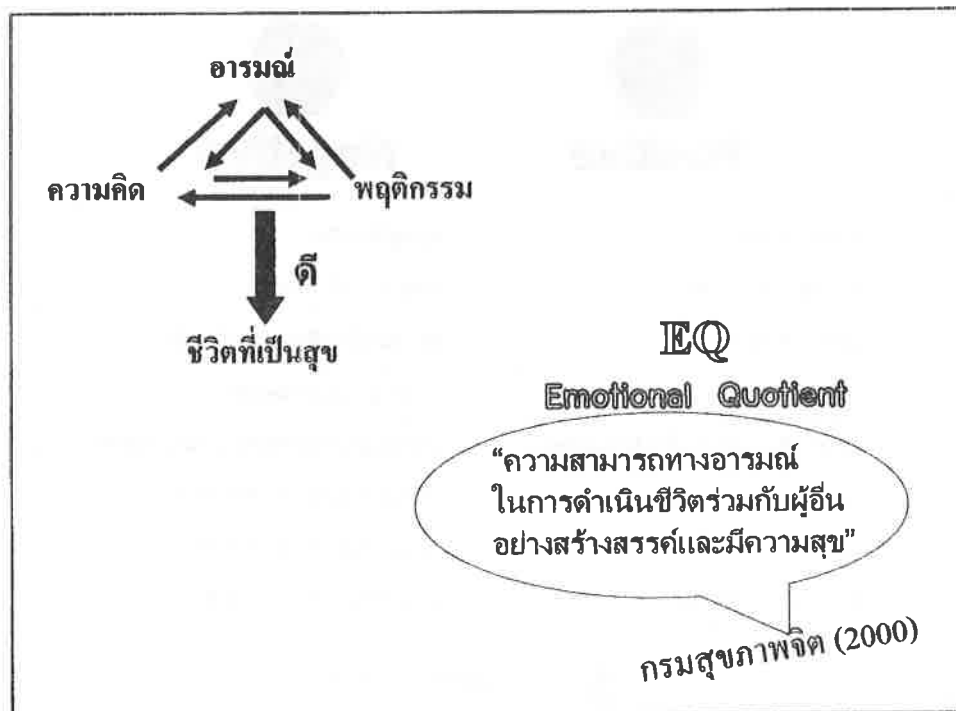 อารมณ์
ความคิด
พฤติกรรม
ดี
ชีวิตที่เป็นสุข
EQ
Emotional Quotient
“ความสามารถทางอารมณ์
ในการดำเนินชีวิตร่วมกับผู้อื่น
อย่างสร้างสรรค์และมีความสุข”
กรมสุขภาพจิต (2000)